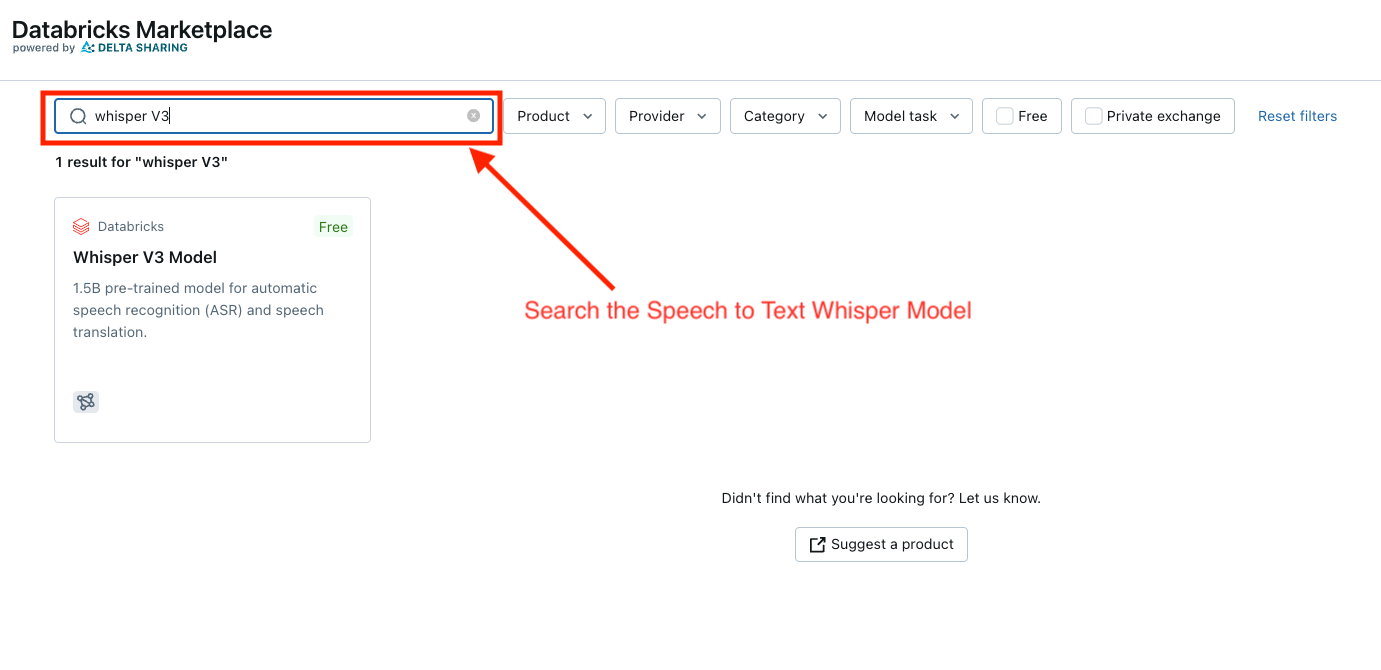 Databricks Marketplace
powered by DELTA SHARING
whisper V3
Product
Provider
Category
Model task
Free
Private exchange
Reset filters
1 result for "whisper V3"
Databricks
Free
Whisper V3 Model
1.5B pre-trained model for automatic
speech recognition (ASR) and speech
translation.
Search the Speech to Text Whisper Model
Didn't find what you're looking for? Let us know.
Suggest a product